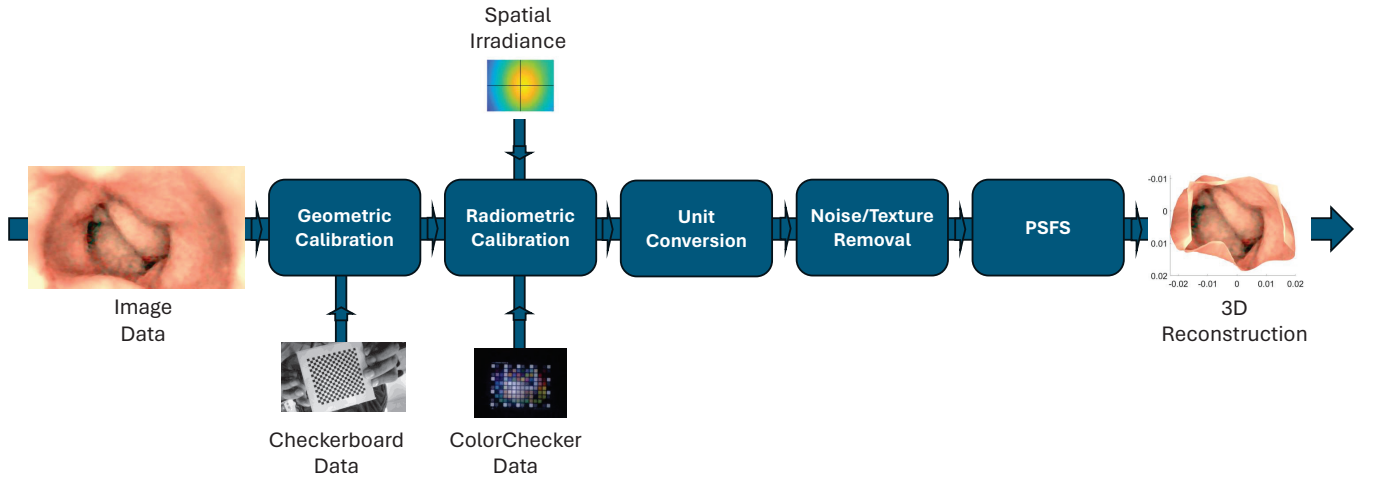 Spatial
Irradiance
Geometric
Calibration
Radiometric
Calibration
Unit
Conversion
Noise/Texture
Removal
PSFS
-0.01
0
0.01
0.02
-0.02
-0.01
0
0.01
0.02
Image
Data
3D
Reconstruction
Checkerboard
Data
ColorChecker
Data